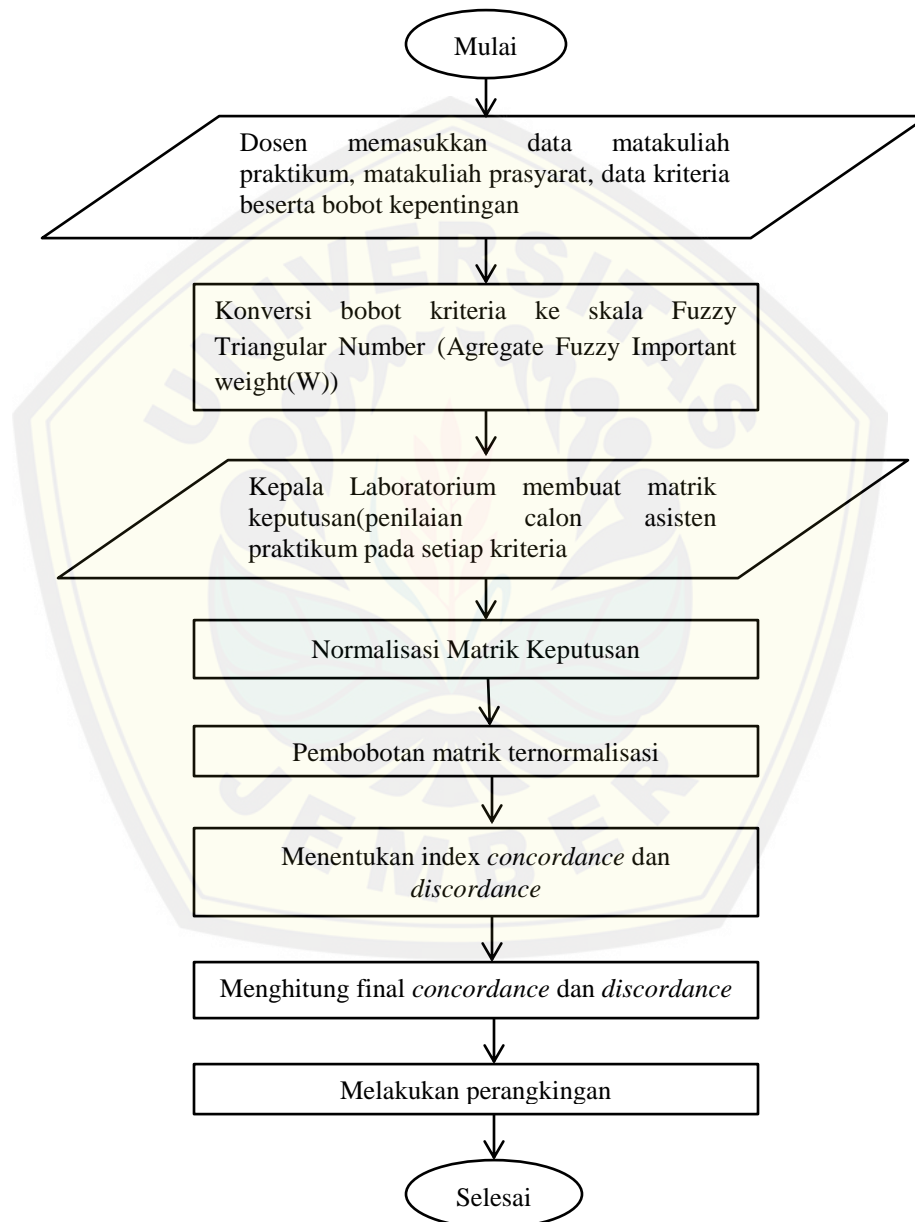 Mulai
Dosen memasukkan data matakuliah
praktikum, matakuliah prasyarat, data kriteria
beserta bobot kepentingan
UNIVERSITAS
Konversi bobot kriteria ke skala Fuzzy
Triangular Number (Agregate Fuzzy Important
weight(W))
Kepala Laboratorium membuat matrik
keputusan(penilaian calon asisten
praktikum pada setiap kriteria
Normalisasi Matrik Keputusan
Pembobotan matrik ternormalisasi
JEMBER
Menentukan index concordance dan
discordance
Menghitung final concordance dan discordance
Melakukan perangkingan
Selesai